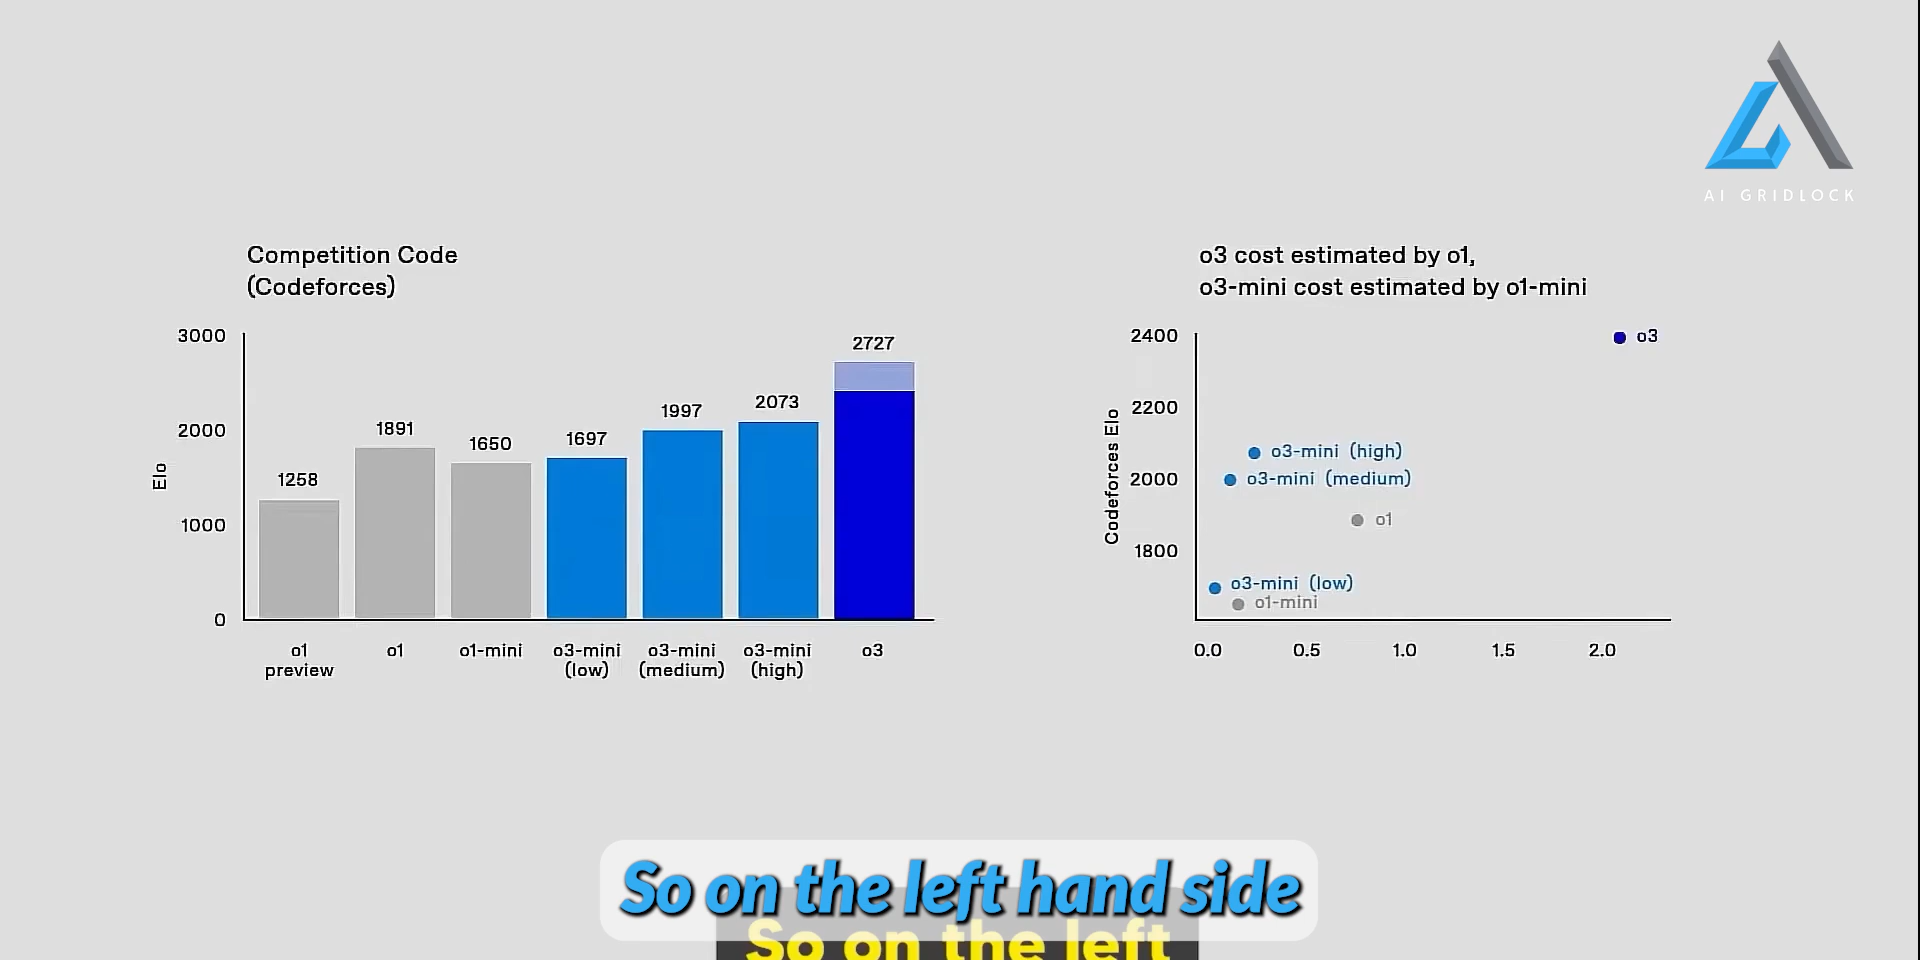 AI GRIDLOCK
Competition Code
(Codeforces)
3000
2000
1000
0
Elo
1258
1891
1650
1697
1997
2073
2727
o1
preview
o1
o1-mini
o3-mini
(low)
o3-mini
(medium)
o3-mini
(high)
o3
o3 cost estimated by o1,
o3-mini cost estimated by o1-mini
2400
2200
2000
1800
Codeforces Elo
o3
o3-mini (high)
o3-mini (medium)
o1
o3-mini (low)
o1-mini
0.0 0.5 1.0 1.5 2.0
So on the left hand side
So on the left